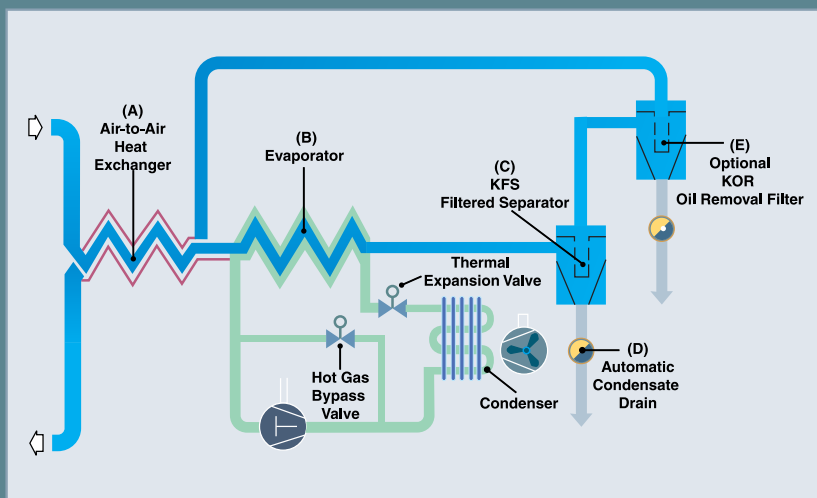 (A)
Air-to-Air
Heat
Exchanger
(B)
Evaporator
(C)
KFS
Filtered Separator
(E)
Optional
KOR
Oil Removal Filter
Thermal
Expansion Valve
Hot Gas
Bypass
Valve
Condenser
(D)
Automatic
Condensate
Drain